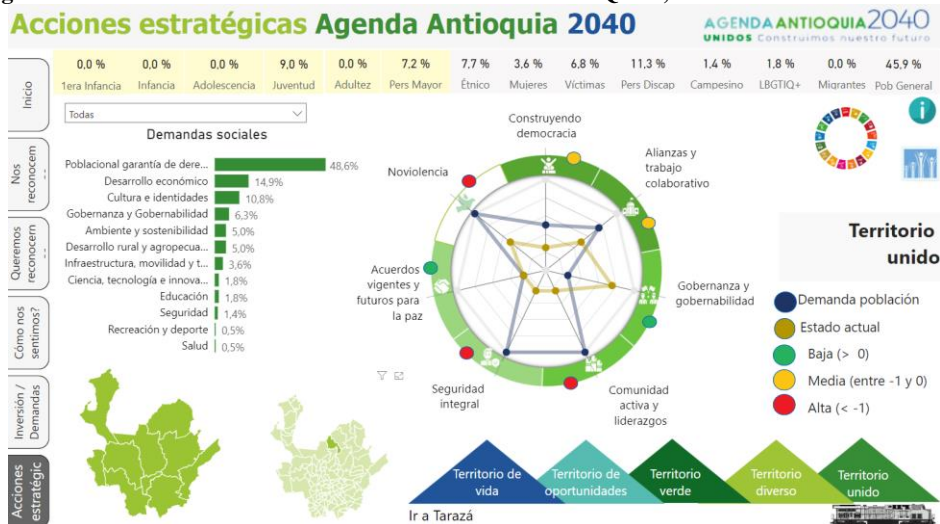 Acciones estratégicas Agenda Antioquia 2040
AGENDA ANTIOQUIA 2040
UNIDOS Construimos nuestro futuro
0,0 % 0,0 % 0,0 % 9,0 % 0,0 % 7,2 % 7,7 % 3,6 % 6,8 % 11,3 % 1,4 % 1,8 % 0,0 % 45,9 %
1era Infancia Infancia Adolescencia Juventud Adultez Pers Mayor Étnico Mujeres Víctimas Pers Discap Campesino LBGTIQ+ Migrantes Pob General
Inicio
Nos
reconocem
..
Queremos
reconocern
..
Cómo nos
sentimos?
Inversión /
Demandas
Acciones
estratégic
Todas
Demandas sociales
Poblacional garantía de dere... 48,6%
Desarrollo económico 14,9%
Cultura e identidades 10,8%
Gobernanza y Gobernabilidad 6,3%
Ambiente y sostenibilidad 5,0%
Desarrollo rural y agropecua... 5,0%
Infraestructura, movilidad y t... 3,6%
Ciencia, tecnología e innova... 1,8%
Educación 1,8%
Seguridad 1,4%
Recreación y deporte 0,5%
Salud 0,5%
Construyendo
democracia
Alianzas y
trabajo
colaborativo
Gobernanza y
gobernabilidad
Comunidad
activa y
liderazgos
Seguridad
integral
Acuerdos
vigentes y
futuros para
la paz
Noviolencia
i
Territorio
unido
Demanda población
Estado actual
Baja (> 0)
Media (entre -1 y 0)
Alta (< -1)
Territorio de
vida
Territorio de
oportunidades
Territorio
verde
Territorio
diverso
Territorio
unido
Ir a Tarazá